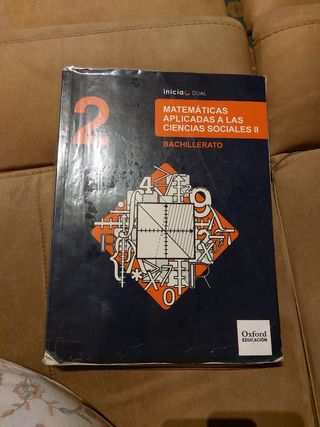 inicia DUAL
2
MATEMÁTICAS
APLICADAS A LAS
CIENCIAS SOCIALES II
BACHILLERATO
Oxford
EDUCACIÓN